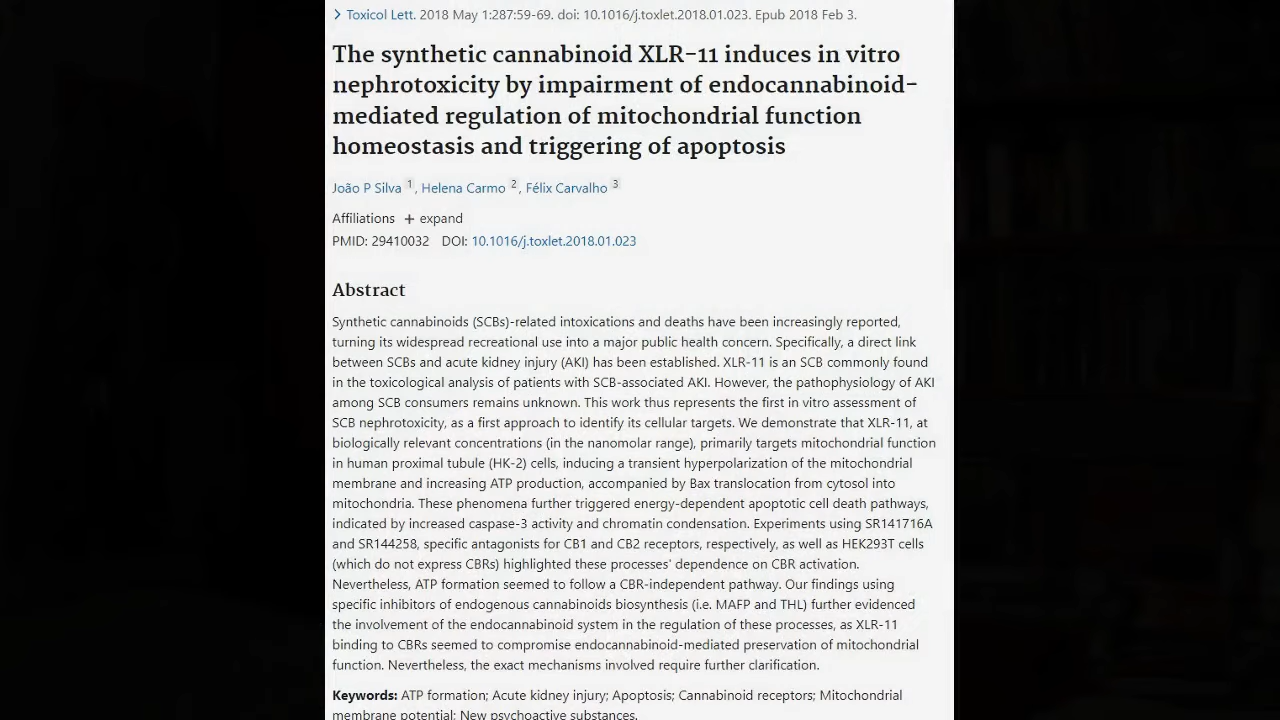 > Toxicol Lett. 2018 May 1:287:59-69. doi: 10.1016/j.toxlet.2018.01.023. Epub 2018 Feb 3.
The synthetic cannabinoid XLR-11 induces in vitro
nephrotoxicity by impairment of endocannabinoid-
mediated regulation of mitochondrial function
homeostasis and triggering of apoptosis
João P Silva 1, Helena Carmo 2, Félix Carvalho 3
Affiliations + expand
PMID: 29410032 DOI: 10.1016/j.toxlet.2018.01.023
Abstract
Synthetic cannabinoids (SCBs)-related intoxications and deaths have been increasingly reported,
turning its widespread recreational use into a major public health concern. Specifically, a direct link
between SCBs and acute kidney injury (AKI) has been established. XLR-11 is an SCB commonly found
in the toxicological analysis of patients with SCB-associated AKI. However, the pathophysiology of AKI
among SCB consumers remains unknown. This work thus represents the first in vitro assessment of
SCB nephrotoxicity, as a first approach to identify its cellular targets. We demonstrate that XLR-11, at
biologically relevant concentrations (in the nanomolar range), primarily targets mitochondrial function
in human proximal tubule (HK-2) cells, inducing a transient hyperpolarization of the mitochondrial
membrane and increasing ATP production, accompanied by Bax translocation from cytosol into
mitochondria. These phenomena further triggered energy-dependent apoptotic cell death pathways,
indicated by increased caspase-3 activity and chromatin condensation. Experiments using SR141716A
and SR144258, specific antagonists for CB1 and CB2 receptors, respectively, as well as HEK293T cells
(which do not express CBRs) highlighted these processes' dependence on CBR activation.
Nevertheless, ATP formation seemed to follow a CBR-independent pathway. Our findings using
specific inhibitors of endogenous cannabinoids biosynthesis (i.e. MAFP and THL) further evidenced
the involvement of the endocannabinoid system in the regulation of these processes, as XLR-11
binding to CBRs seemed to compromise endocannabinoid-mediated preservation of mitochondrial
function. Nevertheless, the exact mechanisms involved require further clarification.
Keywords: ATP formation; Acute kidney injury; Apoptosis; Cannabinoid receptors; Mitochondrial
membrane potential; New psychoactive substances.